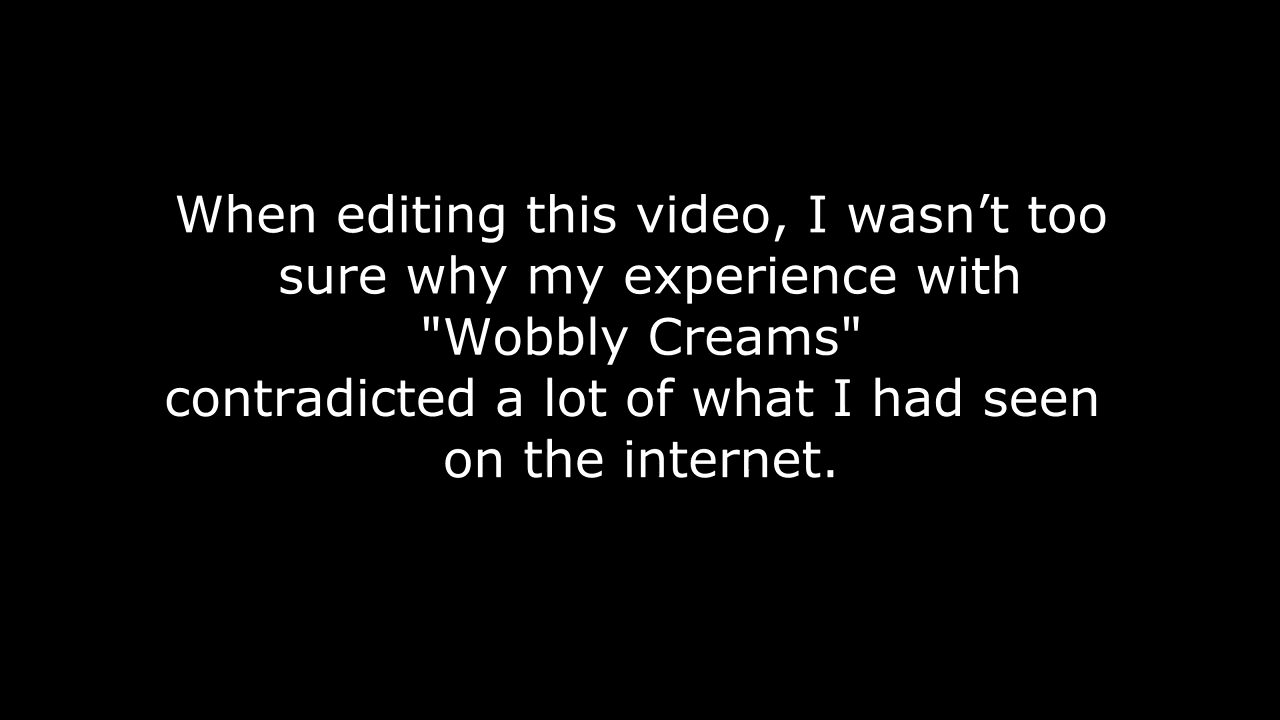 When editing this video, I wasn’t too
sure why my experience with
"Wobbly Creams"
contradicted a lot of what I had seen
on the internet.